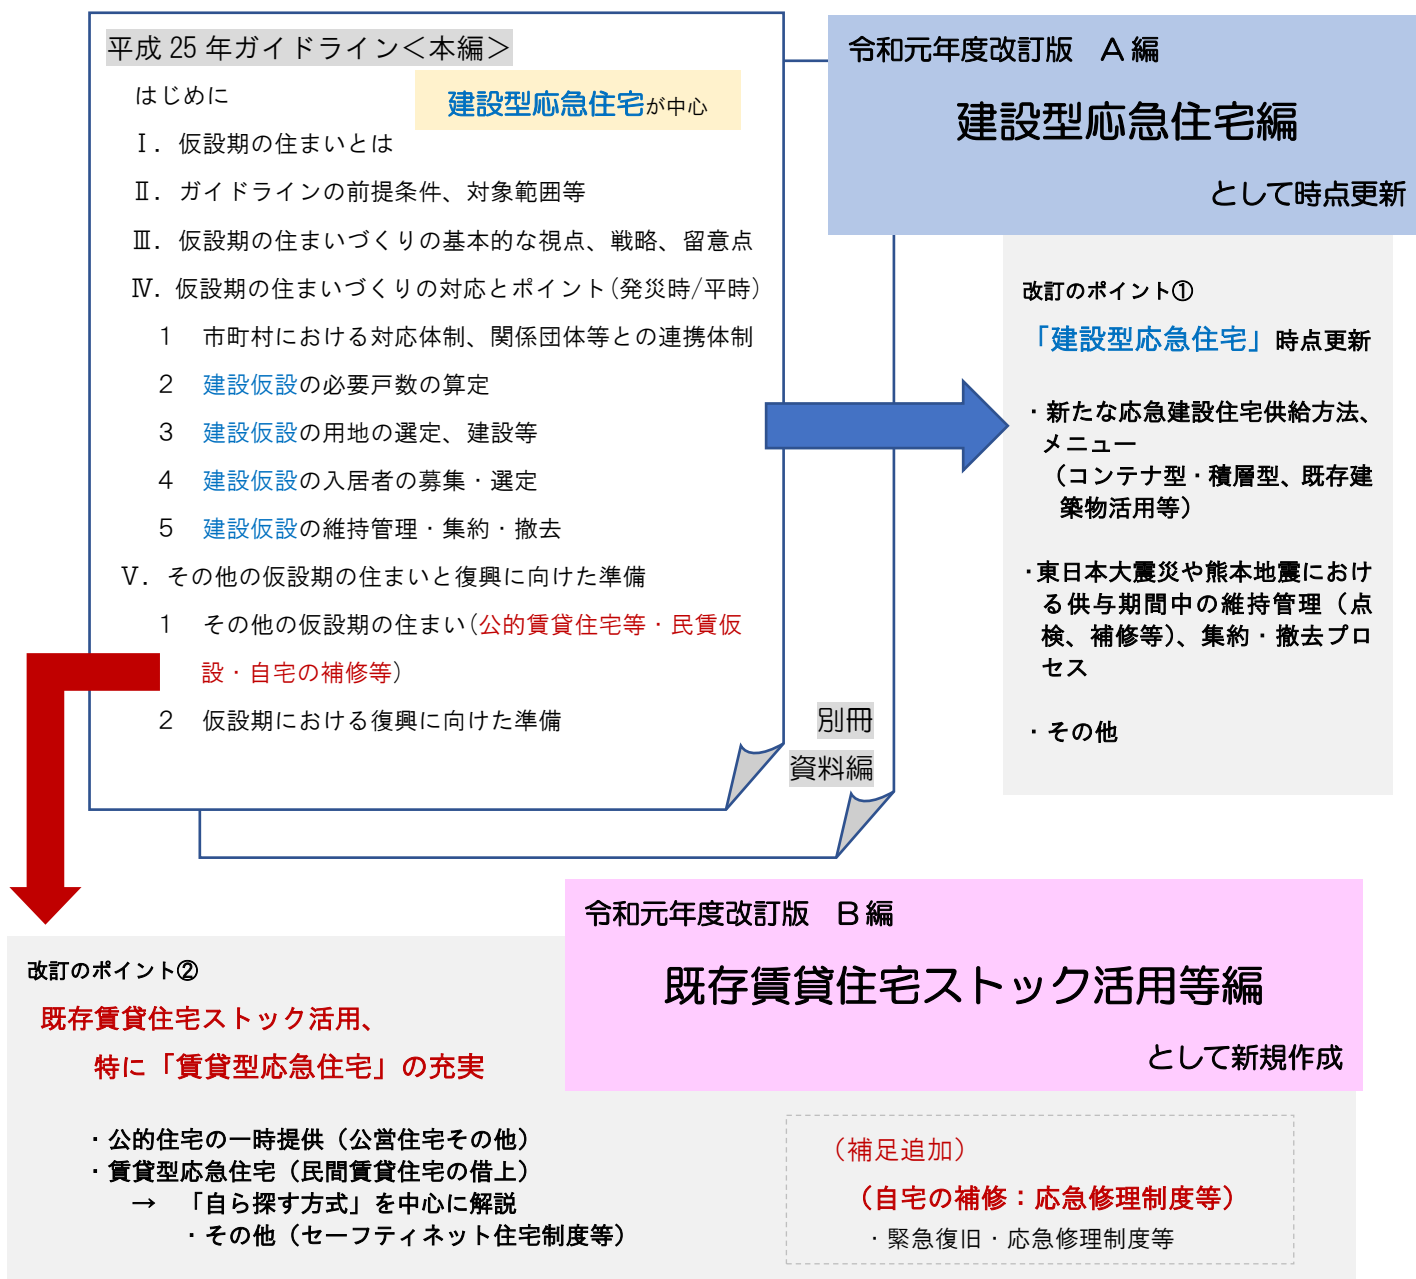 平成 25 年ガイドライン＜本編＞
はじめに
建設型応急住宅が中心
Ⅰ．仮設期の住まいとは
Ⅱ．ガイドラインの前提条件、対象範囲等
Ⅲ．仮設期の住まいづくりの基本的な視点、戦略、留意点
Ⅳ．仮設期の住まいづくりの対応とポイント（発災時/平時）
1　市町村における対応体制、関係団体等との連携体制
2　建設仮設の必要戸数の算定
3　建設仮設の用地の選定、建設等
4　建設仮設の入居者の募集・選定
5　建設仮設の維持管理・集約・撤去
Ⅴ．その他の仮設期の住まいと復興に向けた準備
1　その他の仮設期の住まい（公的賃貸住宅等・民賃仮
設・自宅の補修等）
2　仮設期における復興に向けた準備
別冊
資料編
令和元年度改訂版　A 編
建設型応急住宅編
として時点更新
改訂のポイント①
「建設型応急住宅」時点更新
・新たな応急建設住宅供給方法、
メニュー
（コンテナ型・積層型、既存建
築物活用等）
・東日本大震災や熊本地震におけ
る供与期間中の維持管理（点
検、補修等）、集約・撤去プロ
セス
・その他
令和元年度改訂版　B 編
既存賃貸住宅ストック活用等編
として新規作成
改訂のポイント②
既存賃貸住宅ストック活用、
特に「賃貸型応急住宅」の充実
・公的住宅の一時提供（公営住宅その他）
・賃貸型応急住宅（民間賃貸住宅の借上）
→　「自ら探す方式」を中心に解説
・その他（セーフティネット住宅制度等）
（補足追加）
（自宅の補修：応急修理制度等）
・緊急復旧・応急修理制度等